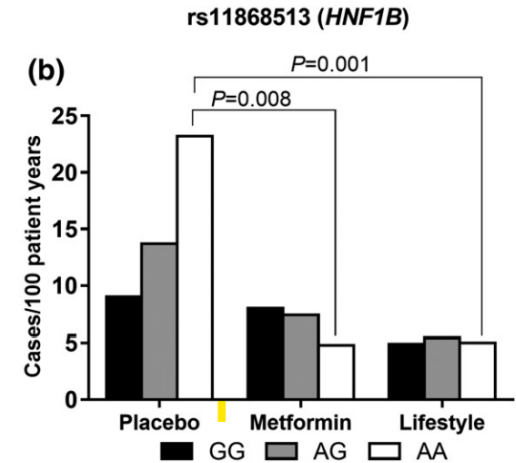 rs11868513 (HNF1B)
(b)
P=0.001
P=0.008
Cases/100 patient years
25
20
15
10
5
0
Placebo Metformin Lifestyle
GG AG AA